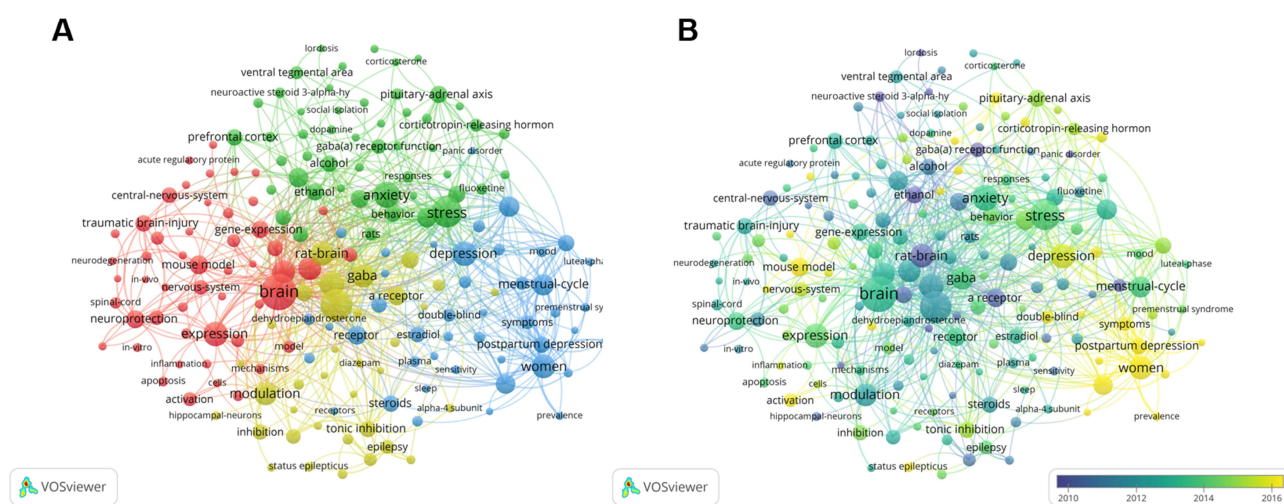 A
lordosis
corticosterone
ventral tegmental area
neuroactive steroid 3-alpha-hy
pituitary-adrenal axis
social isolation
dopamine
corticotropin-releasing hormon
prefrontal cortex
gaba(a) receptor function
panic disorder
acute regulatory protein
alcohol
responses
central-nervous-system
ethanol
anxiety
fluoxetine
traumatic brain-injury
gene-expression
behavior
stress
rats
neurodegeneration
mouse model
rat-brain
depression
mood
luteal-pha
in-vivo
nervous-system
gaba
menstrual-cycle
spinal-cord
brain
a receptor
premenstrual sy
neuroprotection
dehydroepiandrosterone
double-blind
symptoms
expression
receptor
estradiol
postpartum depression
in-vitro
model
inflammation
mechanisms
diazepam
plasma
sensitivity
women
apoptosis
cells
modulation
sleep
activation
steroids
alpha-4 subunit
hippocampal-neurons
receptors
prevalence
inhibition
tonic inhibition
epilepsy
status epilepticus
VOSviewer
B
lordosis
corticosterone
ventral tegmental area
neuroactive steroid 3-alpha-hy
pituitary-adrenal axis
social isolation
dopamine
corticotropin-releasing hormon
prefrontal cortex
gaba(a) receptor function
panic disorder
acute regulatory protein
alcohol
responses
central-nervous-system
ethanol
anxiety
fluoxetine
traumatic brain-injury
gene-expression
behavior
stress
rats
neurodegeneration
mouse model
rat-brain
depression
mood
luteal-phase
in-vivo
nervous-system
gaba
menstrual-cycle
spinal-cord
brain
a receptor
premenstrual syndrome
neuroprotection
dehydroepiandrosterone
double-blind
symptoms
expression
receptor
estradiol
postpartum depression
in-vitro
model
inflammation
mechanisms
diazepam
plasma
sensitivity
women
apoptosis
cells
modulation
sleep
activation
steroids
alpha-4 subunit
hippocampal-neurons
receptors
prevalence
inhibition
tonic inhibition
epilepsy
status epilepticus
VOSviewer
2010
2012
2014
2016